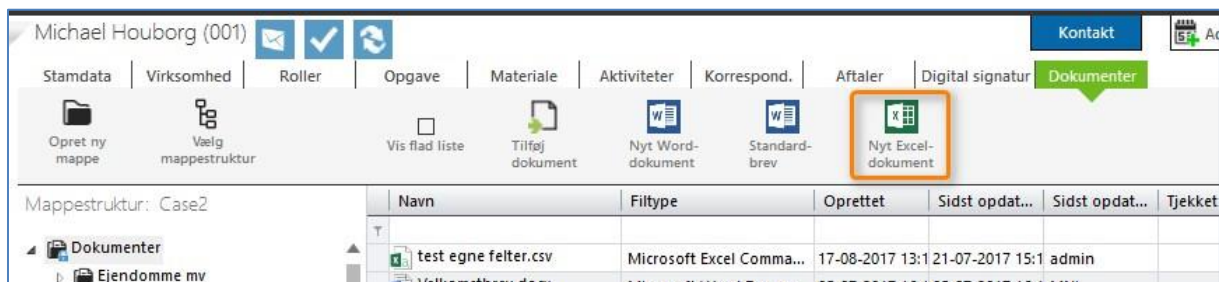 Michael Houborg (001)
Kontakt
Stamdata Virksomhed Roller Opgave Materiale Aktiviteter Korrespond. Aftaler Digital signatur Dokumenter
Opret ny mappe
Vælg mappestruktur
Vis flad liste
Tilføj dokument
Nyt Word-dokument
Standard-brev
Nyt Excel-dokument
Mappestruktur: Case2
Navn Filtype Oprettet Sidst opdat... Sidst opdat... Tjekket
Dokumenter
test egne felter.csv Microsoft Excel Comma... 17-08-2017 13:1 21-07-2017 15:1 admin
Ejendomme mv